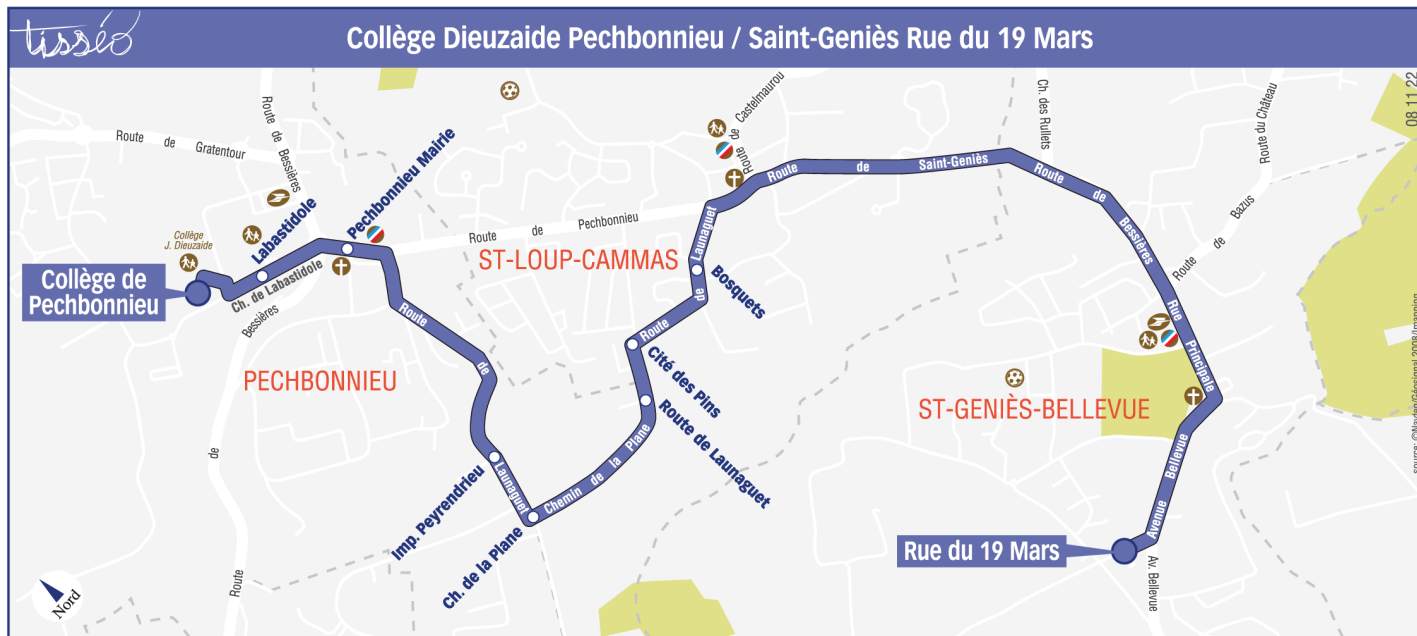 tisséo
Collège Dieuzaide Pechbonnieu / Saint-Geniès Rue du 19 Mars
08 11 22
Route de Gratentour
Route de Bessières
Pechbonnieu Mairie
Labastidole
Collège
J. Dieuzaide
Collège de
Pechbonnieu
Ch. de Labastidole
Route de Bessières
PECHBONNIEU
Route de Pechbonnieu
ST-LOUP-CAMMAS
Route de Castelmaurou
Route de Launaguet
Imp. Peyrendrieu
Ch. de la Plane
Chemin de la Plane
Route de Launaguet
Cité des Pins
Bosquets
Route de Launaguet
Route de Saint-Geniès
Ch. des Rullets
Route de Bessières
Route du Château
Route de Bazus
Rue Principale
ST-GENIÈS-BELLEVUE
Avenue Bellevue
Rue du 19 Mars
Av. Bellevue
Nord